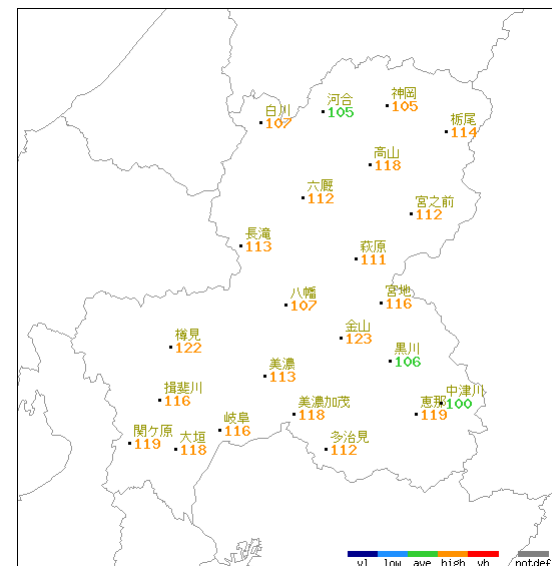 神岡
105
河合
105
白川
107
栃尾
114
高山
118
六厩
112
宮之前
112
長滝
113
萩原
111
八幡
107
宮地
116
金山
123
樽見
122
黒川
106
美濃
113
揖斐川
116
中津川
100
美濃加茂
118
恵那
119
岐阜
116
関ケ原
119
大垣
118
多治見
112
vl low ave high vh notdef